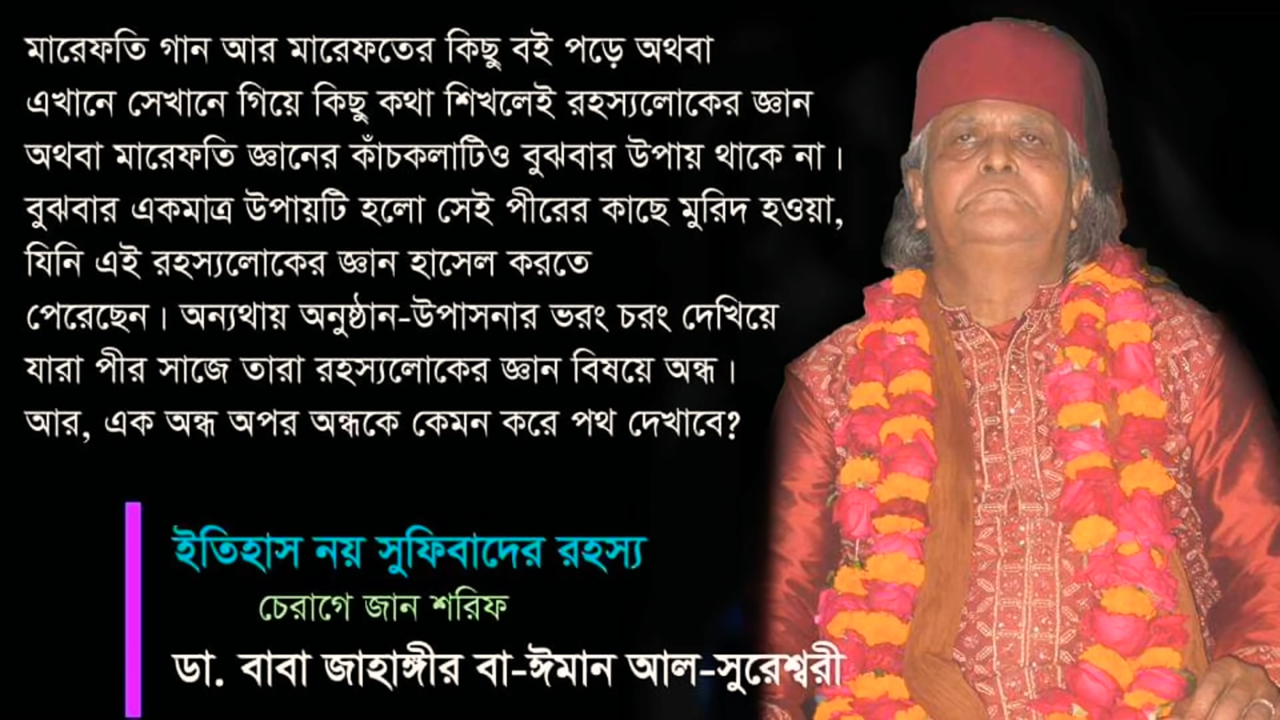 মারেফতি গান আর মারেফতের কিছু বই পড়ে অথবা
এখানে সেখানে গিয়ে কিছু কথা শিখলেই রহস্যলোকের জ্ঞান
অথবা মারেফতি জ্ঞানের কাঁচকলাটিও বুঝবার উপায় থাকে না।
বুঝবার একমাত্র উপায়টি হলো সেই পীরের কাছে মুরিদ হওয়া,
যিনি এই রহস্যলোকের জ্ঞান হাসেল করতে
পেরেছেন। অন্যথায় অনুষ্ঠান-উপাসনার ভরং চরং দেখিয়ে
যারা পীর সাজে তারা রহস্যলোকের জ্ঞান বিষয়ে অন্ধ।
আর, এক অন্ধ অপর অন্ধকে কেমন করে পথ দেখাবে?
ইতিহাস নয় সুফিবাদের রহস্য
চেরাগে জান শরিফ
ডা. বাবা জাহাঙ্গীর বা-ঈমান আল-সুরেশ্বরী